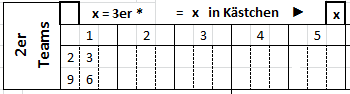 x = 3er * = x in Kästchen ► x
2er Teams
1 2 3 4 5
2 3
9 6